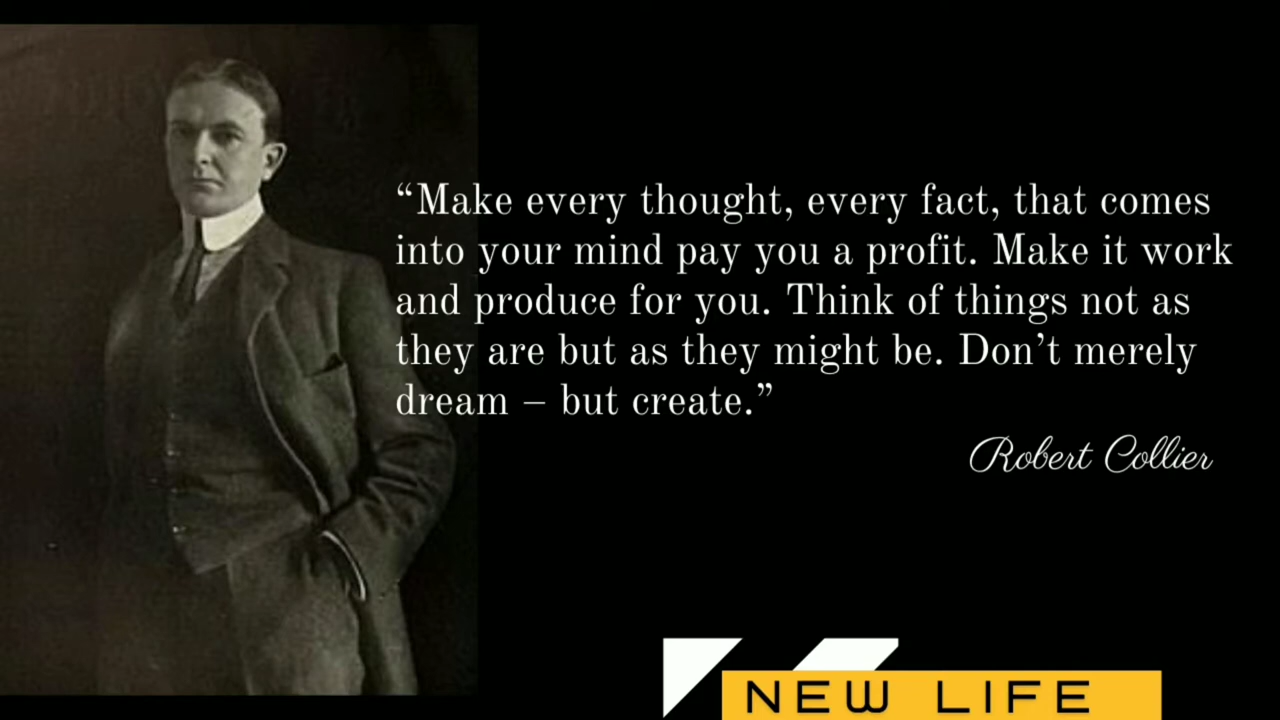 “Make every thought, every fact, that comes
into your mind pay you a profit. Make it work
and produce for you. Think of things not as
they are but as they might be. Don’t merely
dream – but create.”
Robert Collier
NEW LIFE